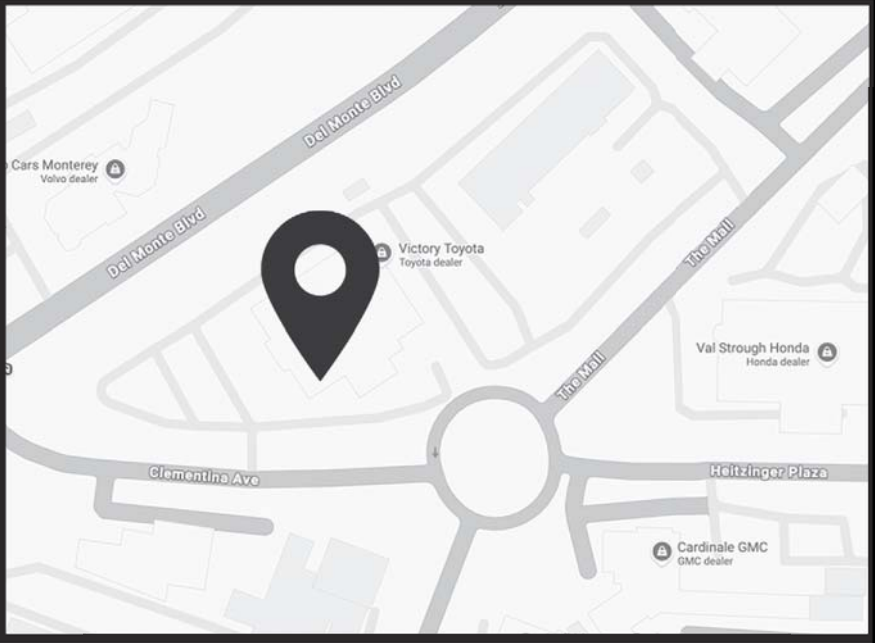 Del Monte Blvd
Cars Monterey
Volvo dealer
Del Monte Blvd
Victory Toyota
Toyota dealer
The Mall
Val Strough Honda
Honda dealer
The Mall
Clementina Ave
Heitzinger Plaza
Cardinale GMC
GMC dealer